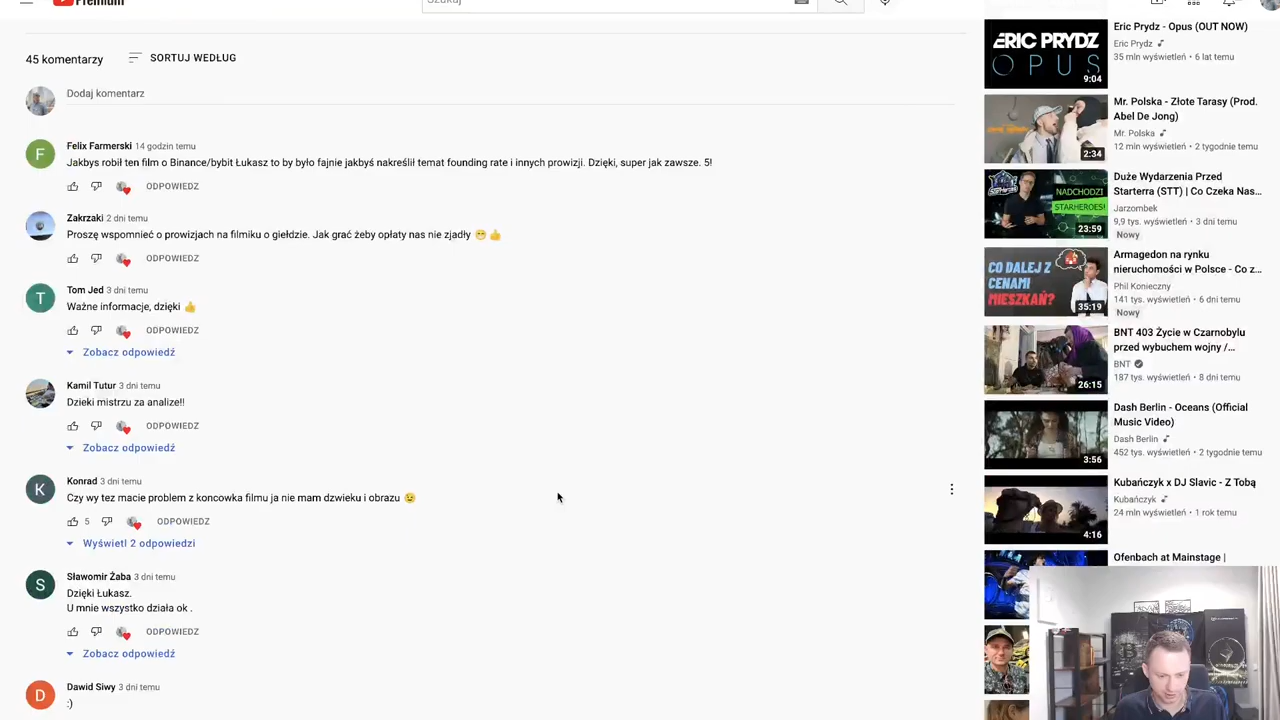 Premium
Szukaj
45 komentarzy
SORTUJ WEDŁUG
Dodaj komentarz
Felix Farmerski 14 godzin temu
Jakbys robił ten film o Binance/bybit Łukasz to by było fajnie jakbyś nakreślił temat founding rate i innych prowizji. Dzięki, super jak zawsze. 5!
ODPOWIEDZ
Zakrzaki 2 dni temu
Proszę wspomnieć o prowizjach na filmiku o giełdzie. Jak grać żeby opłaty nas nie zjadły 😁 👍
ODPOWIEDZ
Tom Jed 3 dni temu
Ważne informacje, dzięki 👍
ODPOWIEDZ
Zobacz odpowiedź
Kamil Tutur 3 dni temu
Dzieki mistrzu za analize!!
ODPOWIEDZ
Zobacz odpowiedź
Konrad 3 dni temu
Czy wy tez macie problem z koncowka filmu ja nie mam dzwieku i obrazu 😉
5 ODPOWIEDZ
Wyświetl 2 odpowiedzi
Sławomir Żaba 3 dni temu
Dzięki Łukasz.
U mnie wszystko działa ok .
ODPOWIEDZ
Zobacz odpowiedź
Dawid Siwy 3 dni temu
:)
ERIC PRYDZ
OPUS
9:04
Eric Prydz - Opus (OUT NOW)
Eric Prydz
35 mln wyświetleń • 6 lat temu
2:34
Mr. Polska - Złote Tarasy (Prod.
Abel De Jong)
Mr. Polska
12 mln wyświetleń • 2 tygodnie temu
NADCHODZI
STARHEROES!
23:59
Duże Wydarzenia Przed
Starterra (STT) | Co Czeka Nas...
Jarzombek
9,9 tys. wyświetleń • 3 dni temu
Nowy
CO DALEJ Z
CENAMI
MIESZKAŃ?
35:19
Armagedon na rynku
nieruchomości w Polsce - Co z...
Phil Konieczny
141 tys. wyświetleń • 6 dni temu
Nowy
26:15
BNT 403 Życie w Czarnobylu
przed wybuchem wojny /...
BNT
187 tys. wyświetleń • 8 dni temu
3:56
Dash Berlin - Oceans (Official
Music Video)
Dash Berlin
452 tys. wyświetleń • 2 tygodnie temu
4:16
Kubańczyk x DJ Slavic - Z Tobą
Kubańczyk
24 mln wyświetleń • 1 rok temu
Ofenbach at Mainstage |